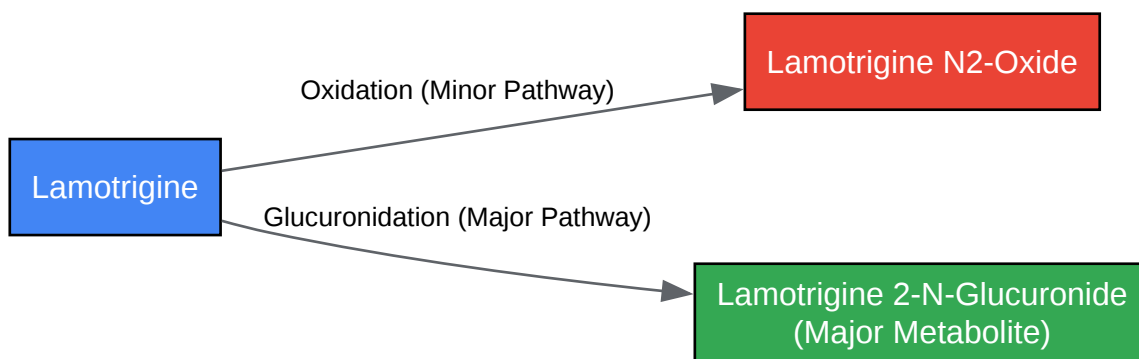 Lamotrigine N2-Oxide
Oxidation (Minor Pathway)
Lamotrigine
Glucuronidation (Major Pathway)
Lamotrigine 2-N-Glucuronide
(Major Metabolite)